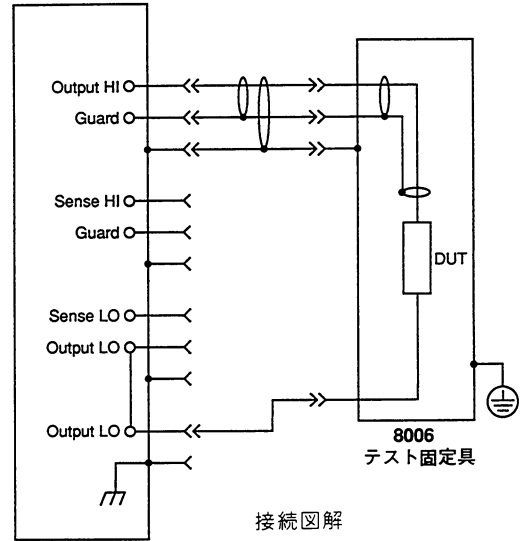 Output HI
Guard
Sense HI
Guard
Sense LO
Output LO
Output LO
DUT
8006
テスト固定具
接続図解